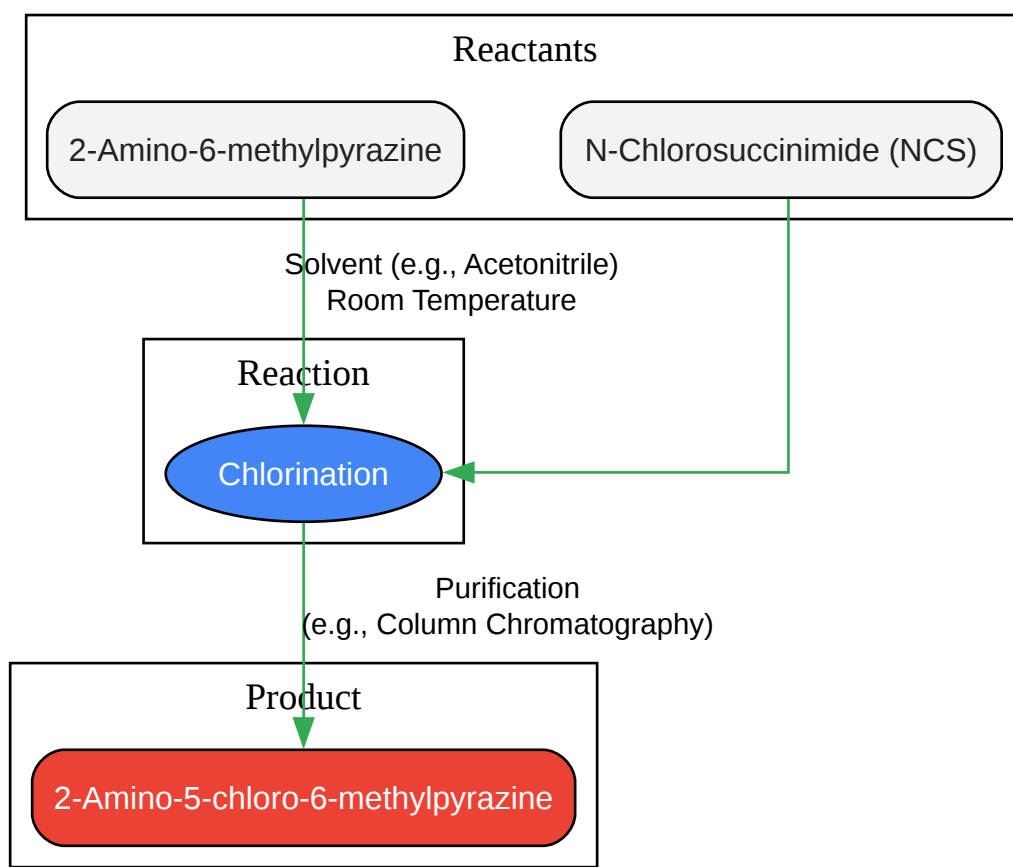 Reactants
2-Amino-6-methylpyrazine
N-Chlorosuccinimide (NCS)
Solvent (e.g., Acetonitrile)
Room Temperature
Reaction
Chlorination
Purification
(e.g., Column Chromatography)
Product
2-Amino-5-chloro-6-methylpyrazine